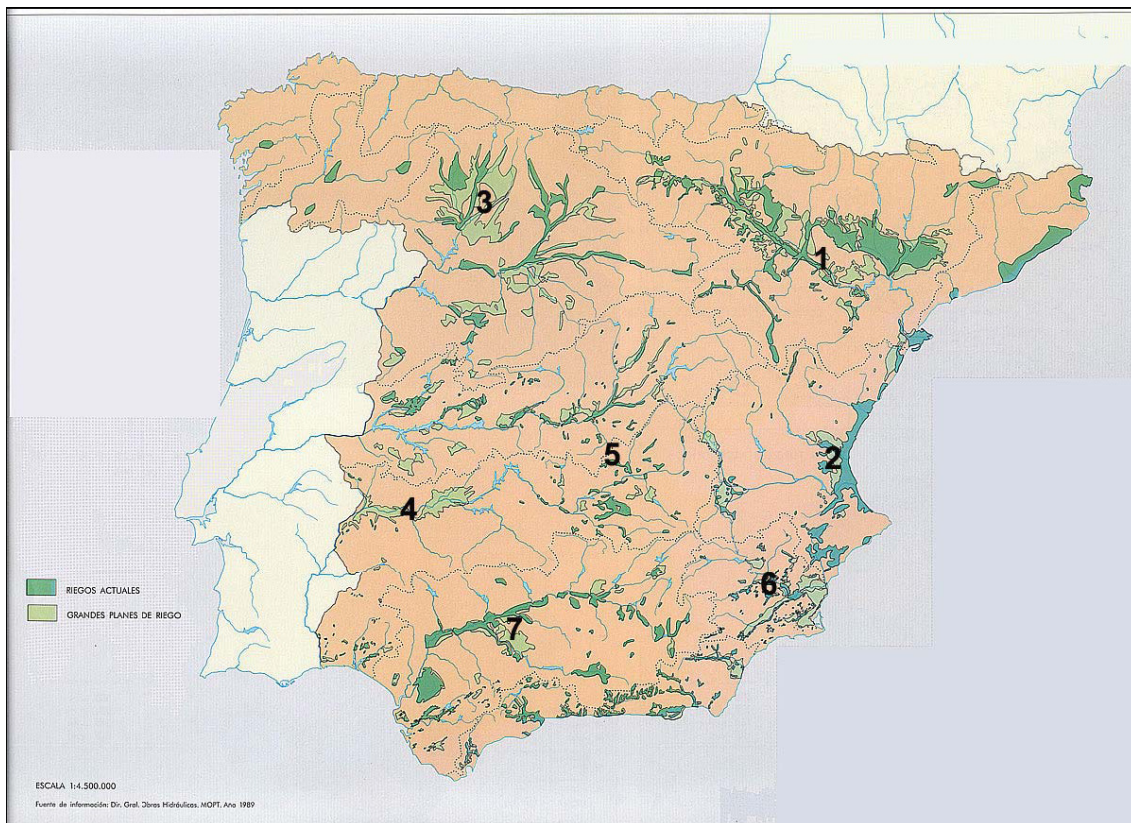 3
1
2
5
4
6
RIEGOS ACTUALES
GRANDES PLANES DE RIEGO
7
ESCALA 1:4.500.000
Fuente de información: Dir. Gral. Obras Hidráulicas. MOPT. Ano 1989